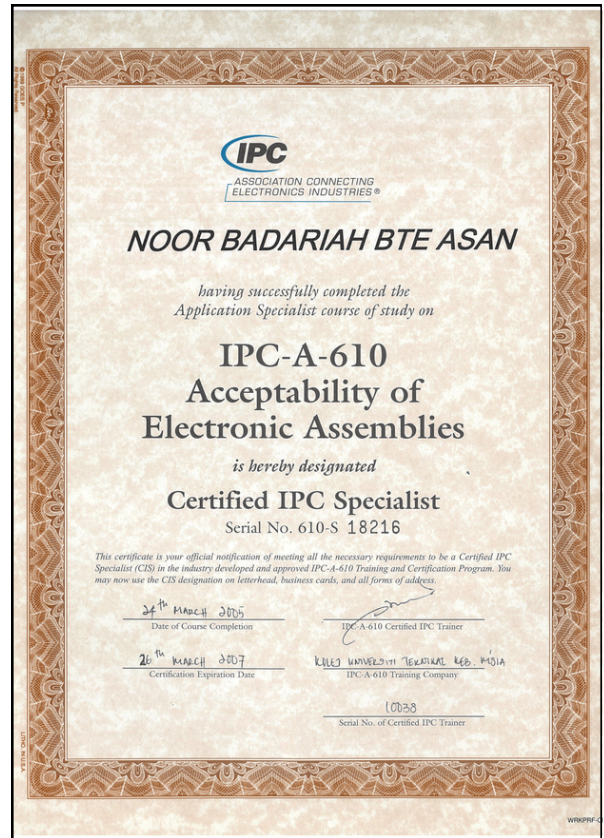 IPC
ASSOCIATION CONNECTING
ELECTRONICS INDUSTRIES®
NOOR BADARIAH BTE ASAN
having successfully completed the
Application Specialist course of study on
IPC-A-610
Acceptability of
Electronic Assemblies
is hereby designated
Certified IPC Specialist
Serial No. 610-S 18216
This certificate is your official notification of meeting all the necessary requirements to be a Certified IPC
Specialist (CIS) in the industry developed and approved IPC-A-610 Training and Certification Program. You
may now use the CIS designation on letterhead, business cards, and all forms of address.
24th MARCH 2005
Date of Course Completion
IPC-A-610 Certified IPC Trainer
26th MARCH 2007
Certification Expiration Date
KOLEJ UNIVERSITI TEKNIKAL KEB. M'SIA
IPC-A-610 Training Company
10038
Serial No. of Certified IPC Trainer
LITHO IN U.S.A.
WRKPRF-C